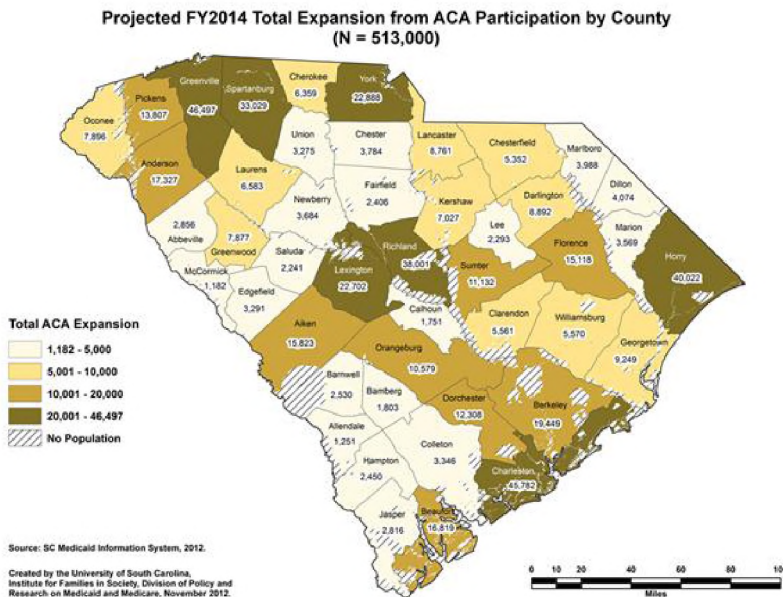 Projected FY2014 Total Expansion from ACA Participation by County
(N = 513,000)
Cherokee
6,359
York
22,888
Greenville
46,497
Spartanburg
33,029
Pickens
13,807
Oconee
7,896
Union
3,275
Chester
3,784
Lancaster
8,761
Chesterfield
5,352
Marlboro
3,988
Anderson
17,327
Laurens
6,583
Dillon
4,074
Fairfield
2,406
Kershaw
7,027
Darlington
8,892
Newberry
3,684
Lee
2,293
Marion
3,569
2,856
Abbeville
7,877
Greenwood
Saluda
2,241
Richland
38,001
Florence
15,118
Horry
40,022
McCormick
1,182
Lexington
22,702
Sumter
11,132
Edgefield
3,291
Calhoun
1,751
Clarendon
5,561
Williamsburg
5,570
Aiken
15,823
Georgetown
9,249
Orangeburg
10,579
Barnwell
2,530
Bamberg
1,803
Dorchester
12,308
Berkeley
19,449
Allendale
1,251
Colleton
3,346
Hampton
2,450
Charleston
45,782
Jasper
2,816
Beaufort
16,819
Total ACA Expansion
1,182 - 5,000
5,001 - 10,000
10,001 - 20,000
20,001 - 46,497
No Population
Source: SC Medicaid Information System, 2012.
Created by the University of South Carolina,
Institute for Families in Society, Division of Policy and
Research on Medicaid and Medicare, November 2012.
0 10 20 40 60 80 10
Miles